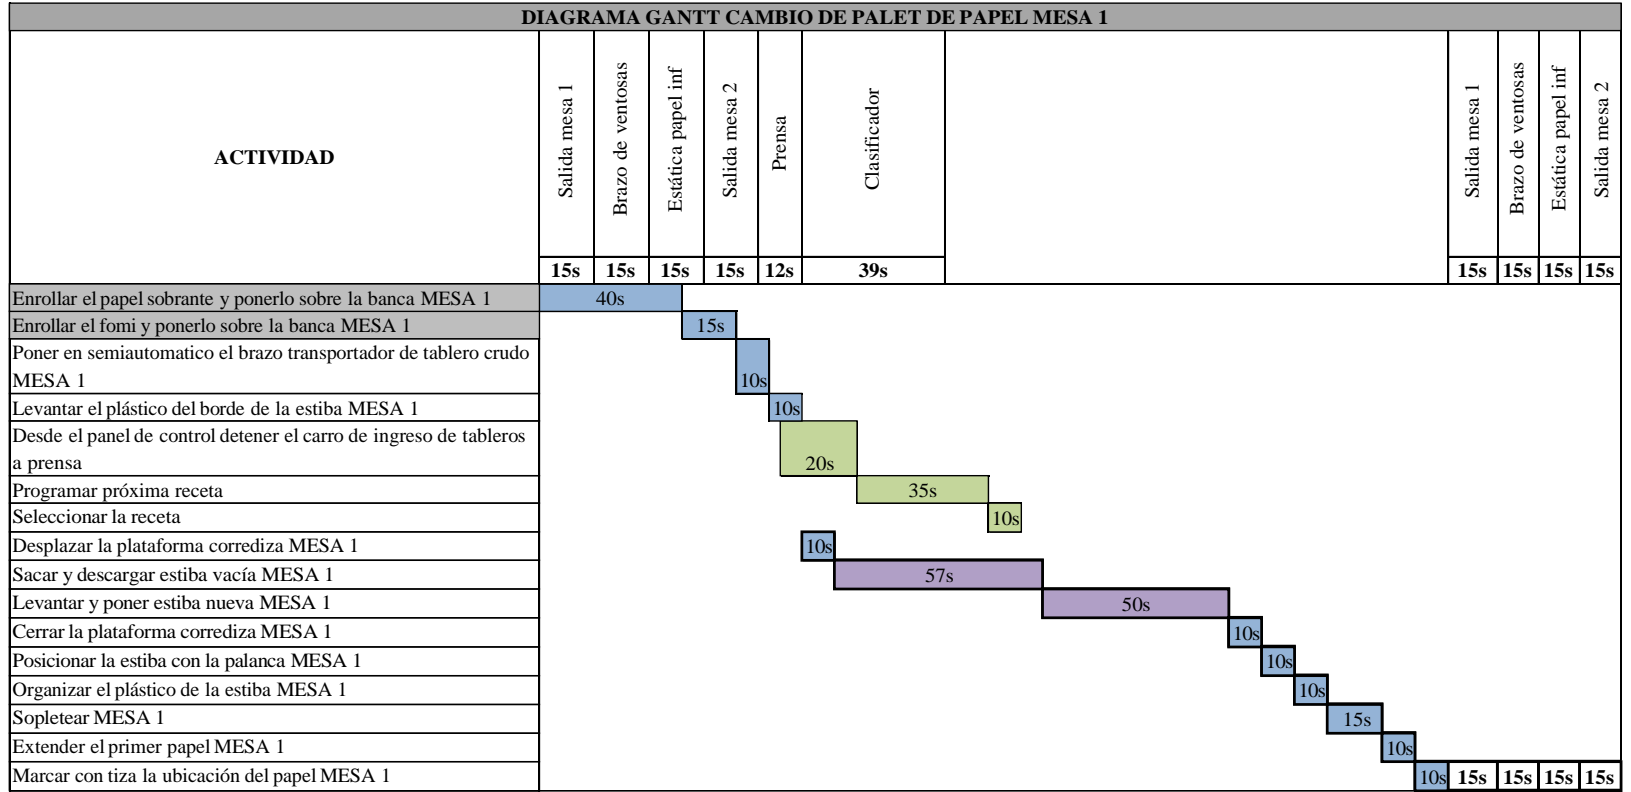 DIAGRAMA GANTT CAMBIO DE PALET DE PAPEL MESA 1
ACTIVIDAD
Salida mesa 1
Brazo de ventosas
Estática papel inf
Salida mesa 2
Prensa
Clasificador
Salida mesa 1
Brazo de ventosas
Estática papel inf
Salida mesa 2
15s 15s 15s 15s 12s 39s 15s 15s 15s 15s
Enrollar el papel sobrante y ponerlo sobre la banca MESA 1 40s
Enrollar el fomi y ponerlo sobre la banca MESA 1 15s
Poner en semiautomatico el brazo transportador de tablero crudo
MESA 1 10s
Levantar el plástico del borde de la estiba MESA 1 10s
Desde el panel de control detener el carro de ingreso de tableros
a prensa 20s
Programar próxima receta 35s
Seleccionar la receta 10s
Desplazar la plataforma corrediza MESA 1 10s
Sacar y descargar estiba vacía MESA 1 57s
Levantar y poner estiba nueva MESA 1 50s
Cerrar la plataforma corrediza MESA 1 10s
Posicionar la estiba con la palanca MESA 1 10s
Organizar el plástico de la estiba MESA 1 10s
Sopletear MESA 1 15s
Extender el primer papel MESA 1 10s
Marcar con tiza la ubicación del papel MESA 1 10s 15s 15s 15s 15s